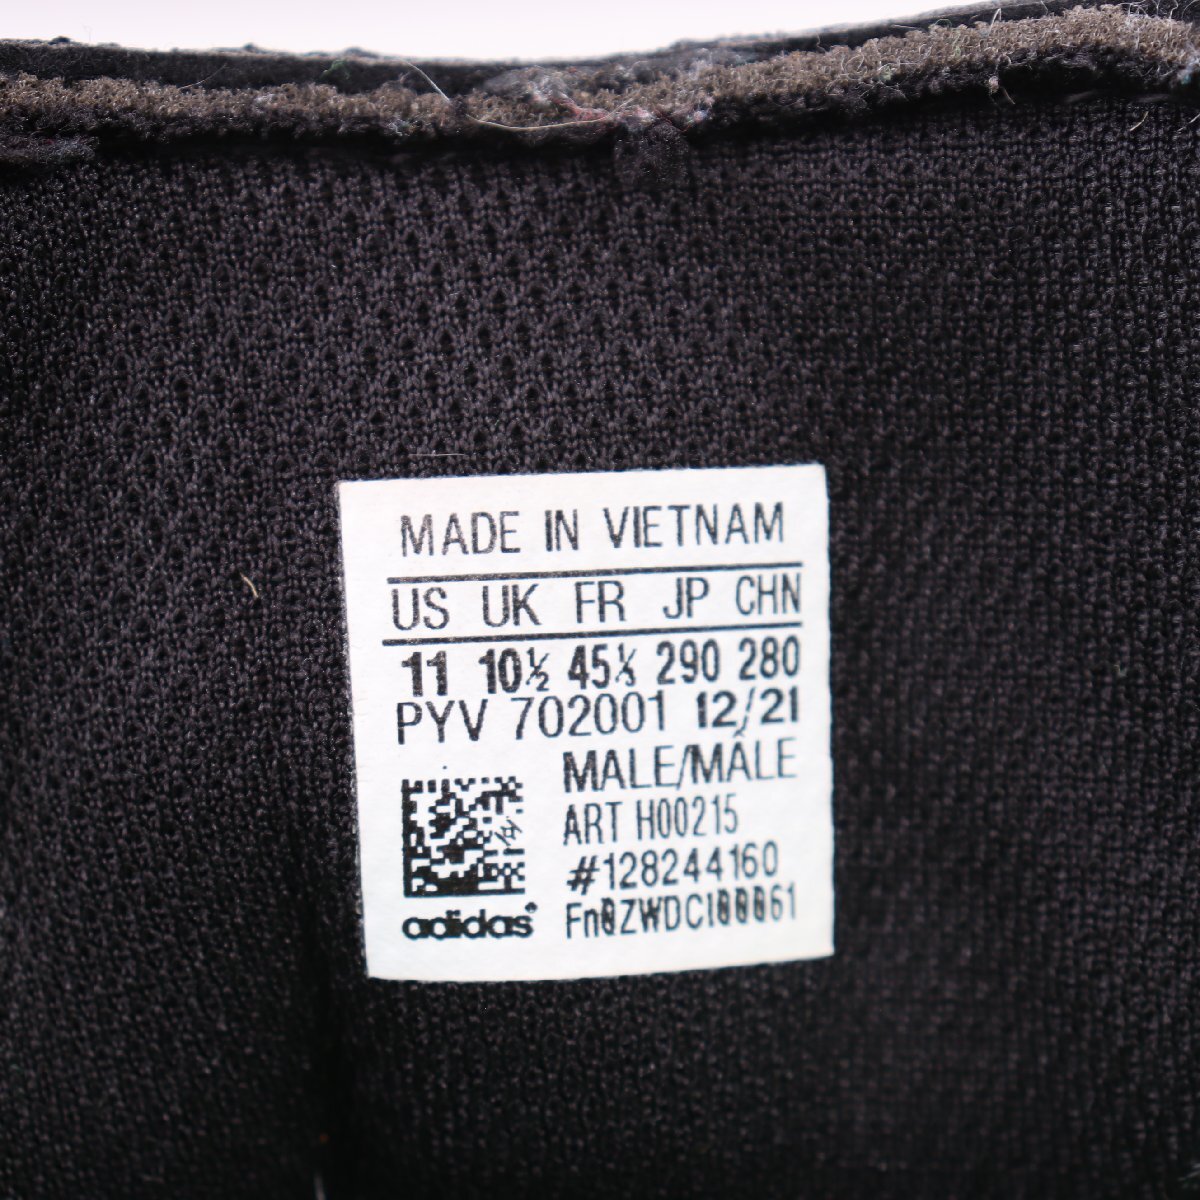 MADE IN VIETNAM
US UK FR JP CHN
11 10½ 45⅓ 290 280
PYV 702001 12/21
MALE/MÂLE
ART H00215
#128244160
adidas® Fn0ZWDCI00061